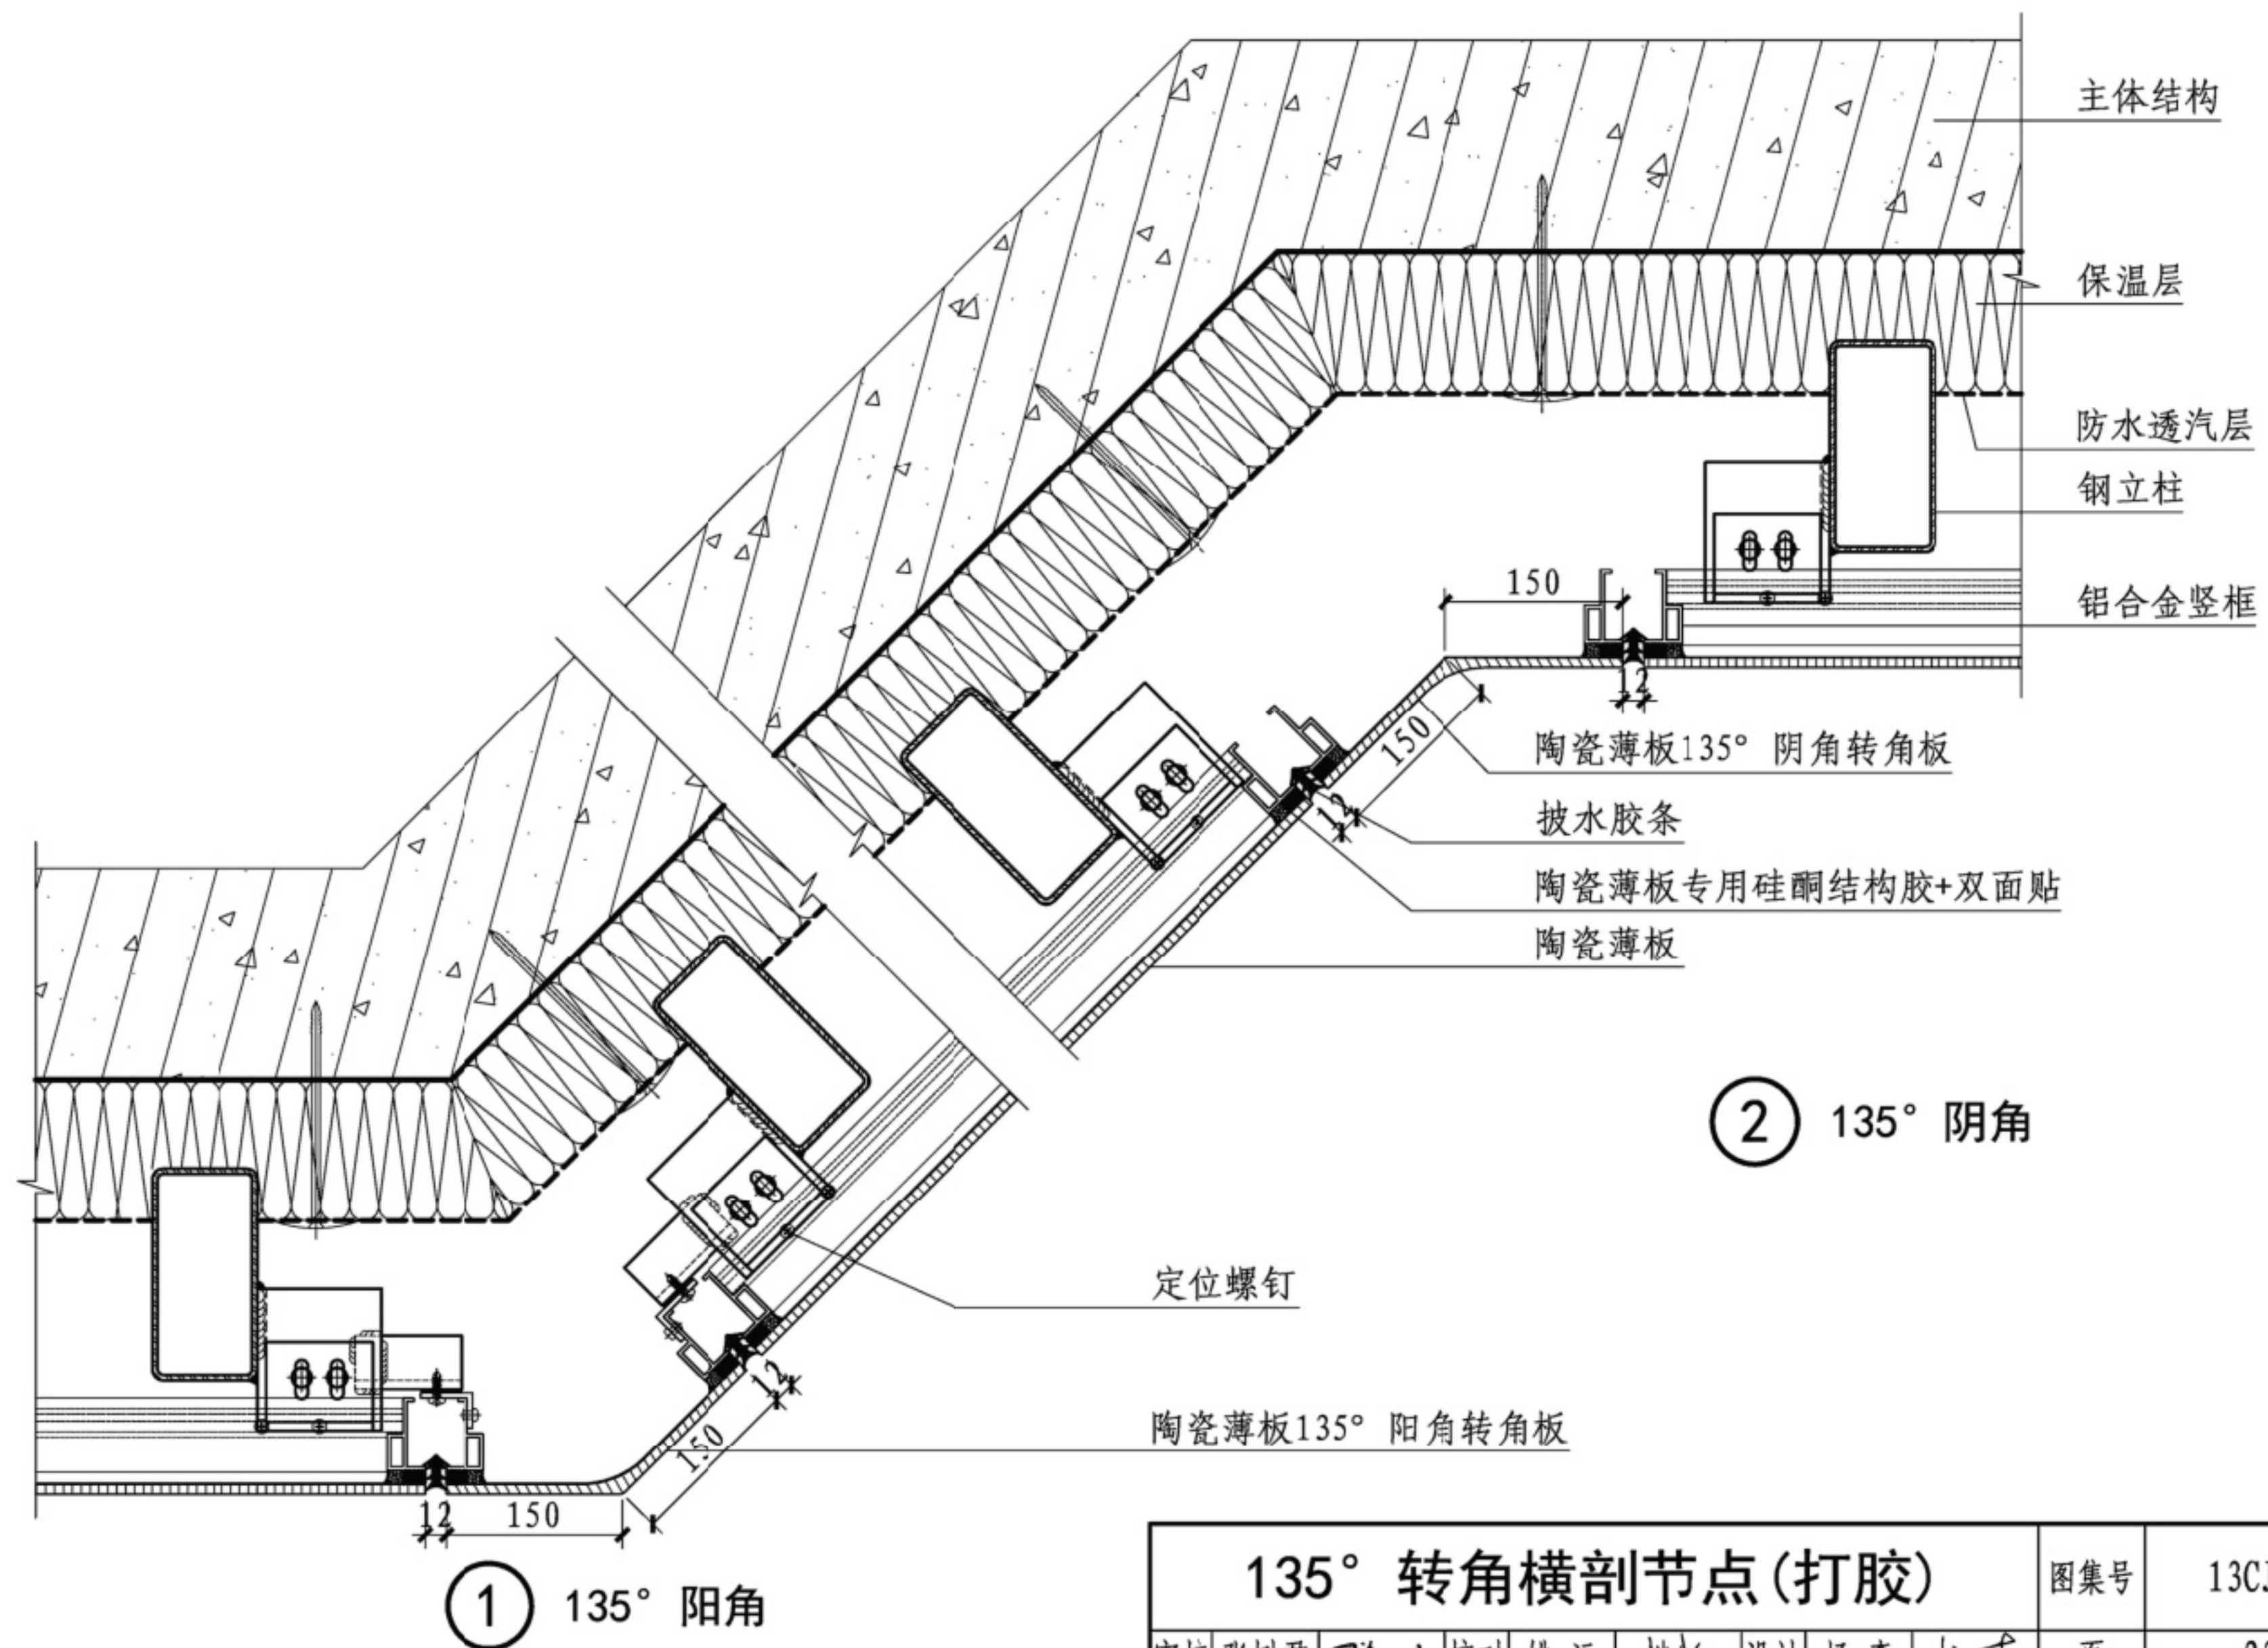 主体结构
保温层
防水透汽层
钢立柱
150
铝合金竖框
12
150
陶瓷薄板135° 阴角转角板
12
披水胶条
陶瓷薄板专用硅酮结构胶+双面贴
陶瓷薄板
② 135° 阴角
定位螺钉
12
150
陶瓷薄板135° 阳角转角板
12 150
① 135° 阳角
135° 转角横剖节点(打胶) 图集号 13CJ